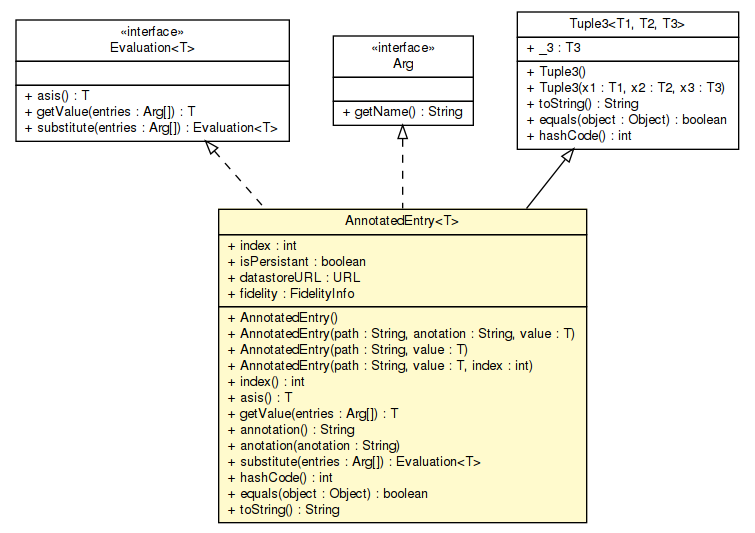 «interface»
Evaluation<T>
+ asis() : T
+ getValue(entries : Arg[]) : T
+ substitute(entries : Arg[]) : Evaluation<T>
«interface»
Arg
+ getName() : String
Tuple3<T1, T2, T3>
+ _3 : T3
+ Tuple3()
+ Tuple3(x1 : T1, x2 : T2, x3 : T3)
+ toString() : String
+ equals(object : Object) : boolean
+ hashCode() : int
AnnotatedEntry<T>
+ index : int
+ isPersistant : boolean
+ datastoreURL : URL
+ fidelity : FidelityInfo
+ AnnotatedEntry()
+ AnnotatedEntry(path : String, anotation : String, value : T)
+ AnnotatedEntry(path : String, value : T)
+ AnnotatedEntry(path : String, value : T, index : int)
+ index() : int
+ asis() : T
+ getValue(entries : Arg[]) : T
+ annotation() : String
+ anotation(anotation : String)
+ substitute(entries : Arg[]) : Evaluation<T>
+ hashCode() : int
+ equals(object : Object) : boolean
+ toString() : String